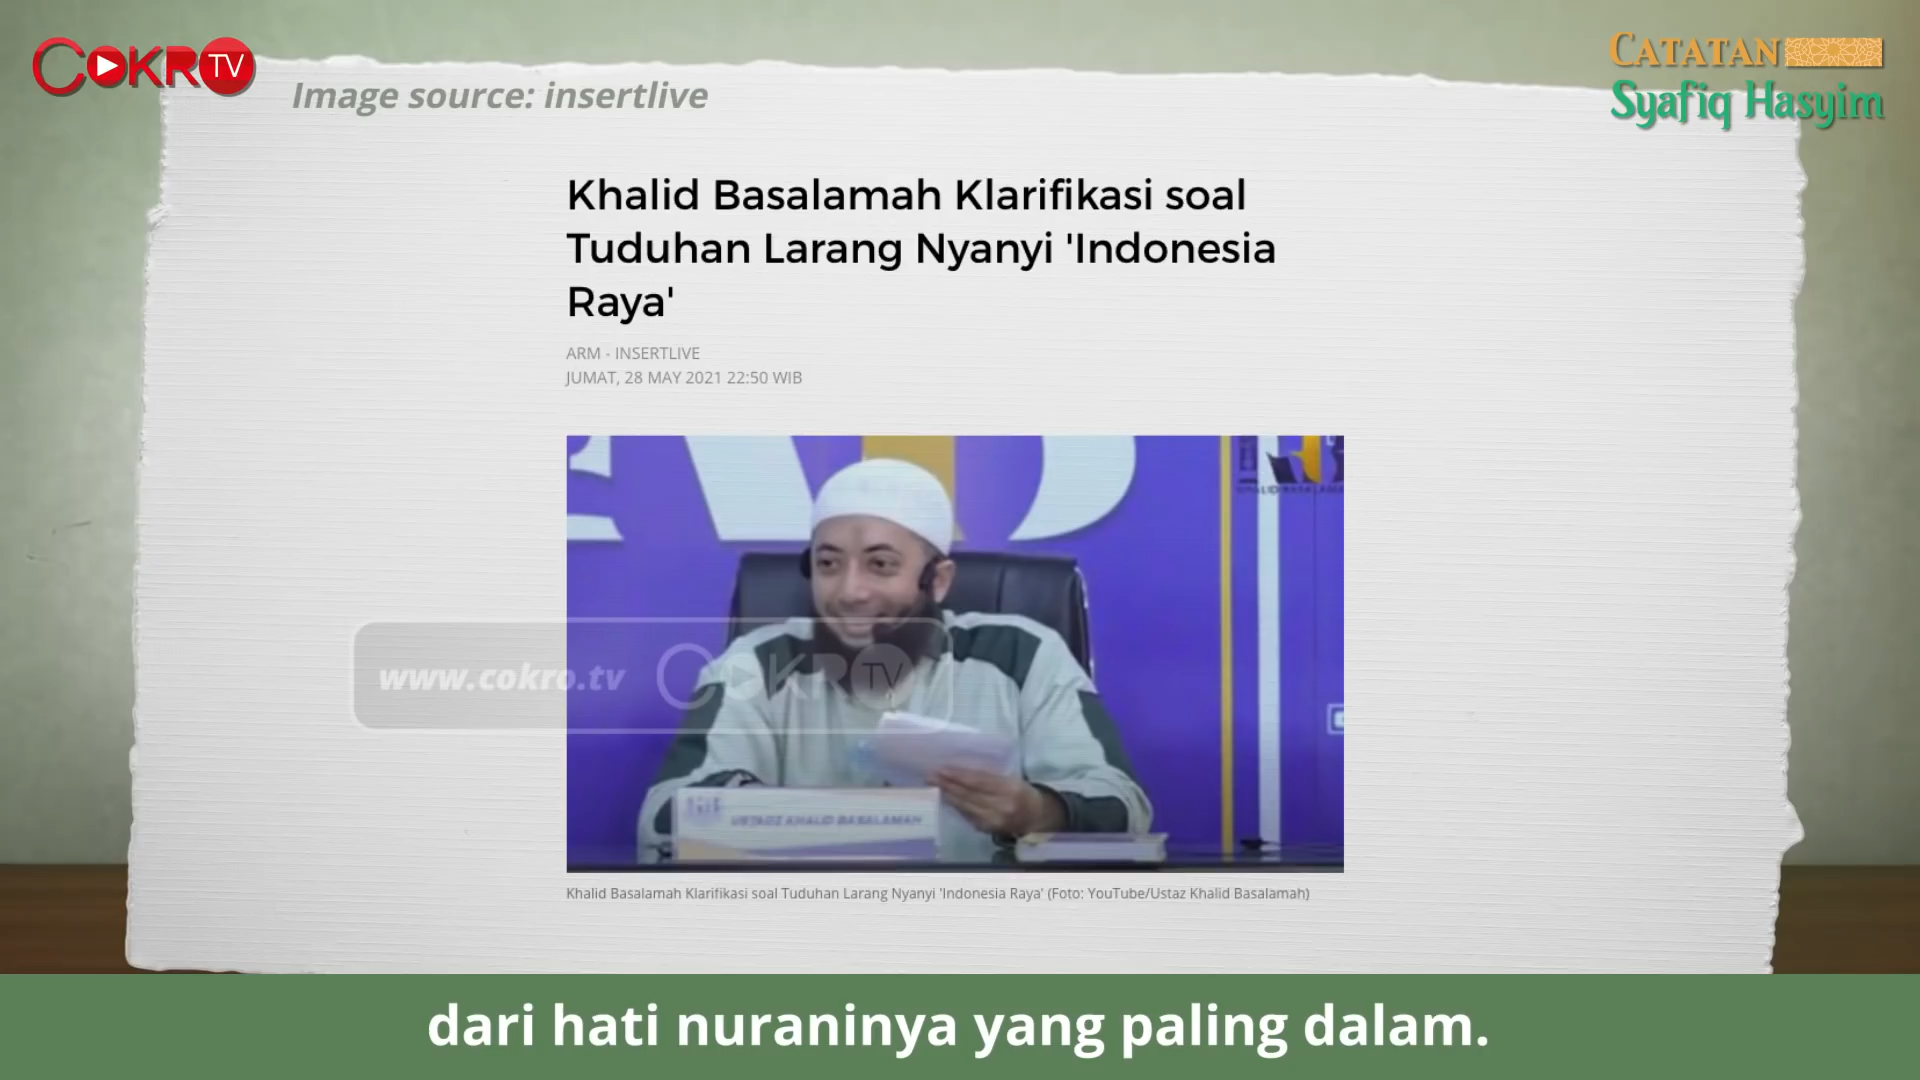 COKRO TV
CATATAN
Syafiq Hasyim
Image source: insertlive
Khalid Basalamah Klarifikasi soal
Tuduhan Larang Nyanyi 'Indonesia
Raya'
ARM - INSERTLIVE
JUMAT, 28 MAY 2021 22:50 WIB
KHALID BASALAMAH
www.cokro.tv COKRO TV
USTADZ KHALID BASALAMAH
Khalid Basalamah Klarifikasi soal Tuduhan Larang Nyanyi 'Indonesia Raya' (Foto: YouTube/Ustaz Khalid Basalamah)
dari hati nuraninya yang paling dalam.